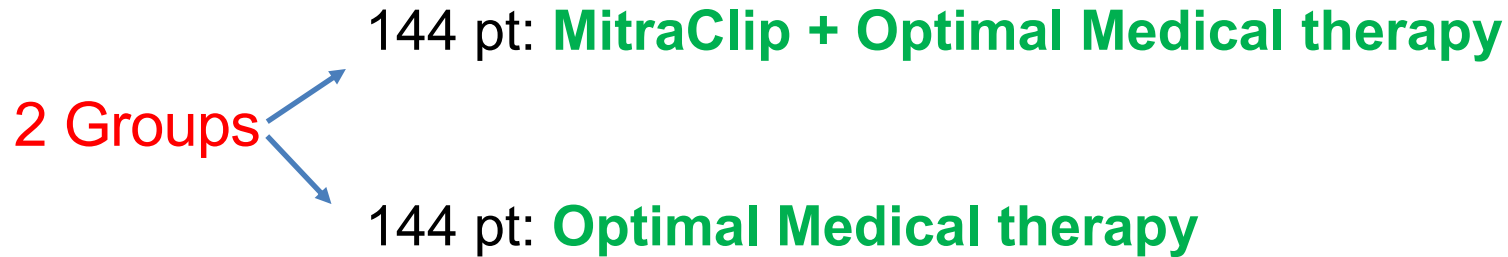 144 pt: MitraClip + Optimal Medical therapy
2 Groups
144 pt: Optimal Medical therapy